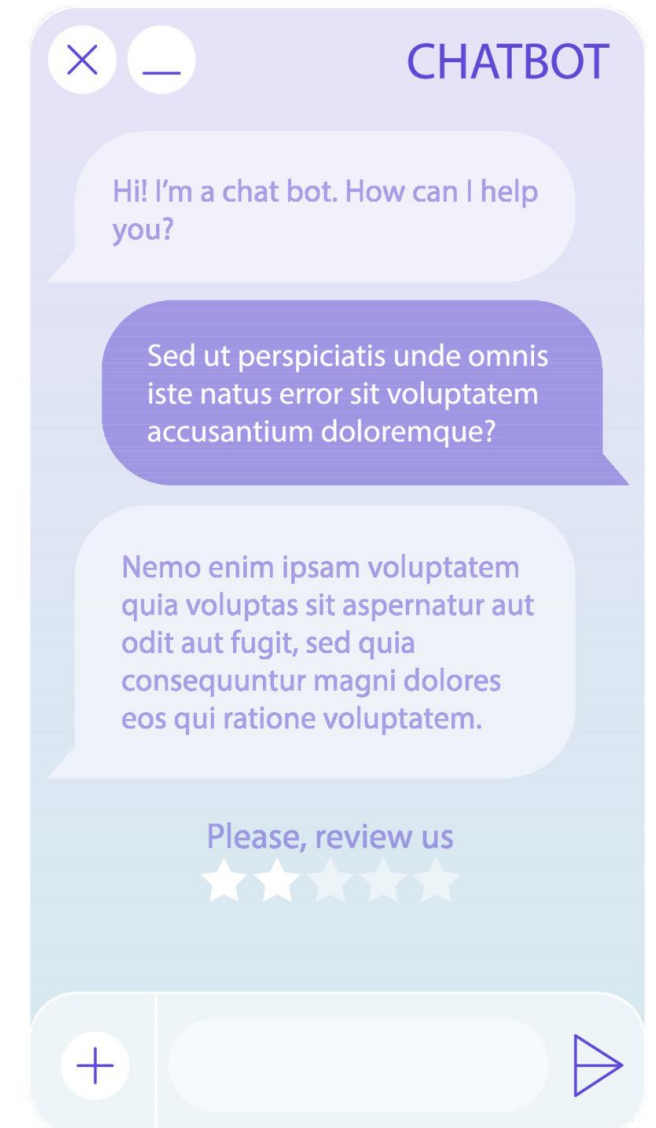 CHATBOT
Hi! I'm a chat bot. How can I help
you?
Sed ut perspiciatis unde omnis
iste natus error sit voluptatem
accusantium doloremque?
Nemo enim ipsam voluptatem
quia voluptas sit aspernatur aut
odit aut fugit, sed quia
consequuntur magni dolores
eos qui ratione voluptatem.
Please, review us